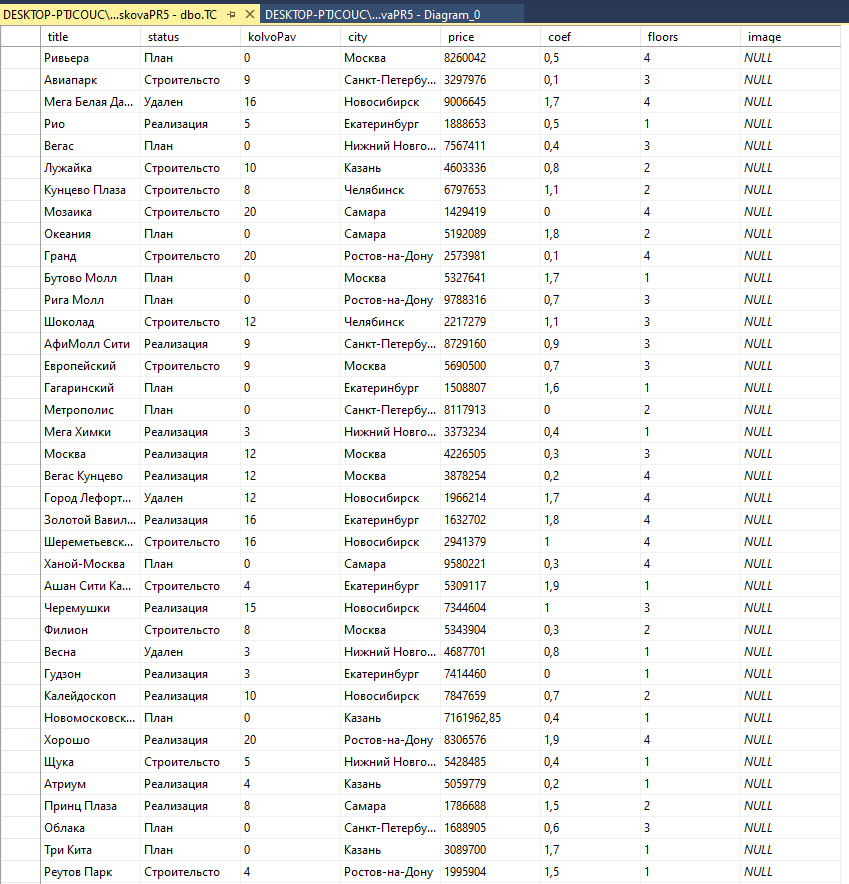 DESKTOP-PTJCOUC\...skovaPR5 - dbo.TC DESKTOP-PTJCOUC\...vaPR5 - Diagram_0
title status kolvoPav city price coef floors image
Ривьера План 0 Москва 8260042 0,5 4 NULL
Авиапарк Строительсто 9 Санкт-Петербу... 3297976 0,1 3 NULL
Мега Белая Да... Удален 16 Новосибирск 9006645 1,7 4 NULL
Рио Реализация 5 Екатеринбург 1888653 0,5 1 NULL
Вегас План 0 Нижний Новго... 7567411 0,4 3 NULL
Лужайка Строительсто 10 Казань 4603336 0,8 2 NULL
Кунцево Плаза Строительсто 8 Челябинск 6797653 1,1 2 NULL
Мозаика Строительсто 20 Самара 1429419 0 4 NULL
Океания План 0 Самара 5192089 1,8 2 NULL
Гранд Строительсто 20 Ростов-на-Дону 2573981 0,1 4 NULL
Бутово Молл План 0 Москва 5327641 1,7 1 NULL
Рига Молл План 0 Ростов-на-Дону 9788316 0,7 3 NULL
Шоколад Строительсто 12 Челябинск 2217279 1,1 3 NULL
АфиМолл Сити Реализация 9 Санкт-Петербу... 8729160 0,9 3 NULL
Европейский Строительсто 9 Москва 5690500 0,7 3 NULL
Гагаринский План 0 Екатеринбург 1508807 1,6 1 NULL
Метрополис План 0 Санкт-Петербу... 8117913 0 2 NULL
Мега Химки Реализация 3 Нижний Новго... 3373234 0,4 1 NULL
Москва Реализация 12 Москва 4226505 0,3 3 NULL
Вегас Кунцево Реализация 12 Москва 3878254 0,2 4 NULL
Город Лефорт... Удален 12 Новосибирск 1966214 1,7 4 NULL
Золотой Вавил... Реализация 16 Екатеринбург 1632702 1,8 4 NULL
Шереметьевск... Строительсто 16 Новосибирск 2941379 1 4 NULL
Ханой-Москва План 0 Самара 9580221 0,3 4 NULL
Ашан Сити Ка... Строительсто 4 Екатеринбург 5309117 1,9 1 NULL
Черемушки Реализация 15 Новосибирск 7344604 1 3 NULL
Филион Строительсто 8 Москва 5343904 0,3 2 NULL
Весна Удален 3 Нижний Новго... 4687701 0,8 1 NULL
Гудзон Реализация 3 Екатеринбург 7414460 0 1 NULL
Калейдоскоп Реализация 10 Новосибирск 7847659 0,7 2 NULL
Новомосковск... План 0 Казань 7161962,85 0,4 1 NULL
Хорошо Реализация 20 Ростов-на-Дону 8306576 1,9 4 NULL
Щука Строительсто 5 Нижний Новго... 5428485 0,4 1 NULL
Атриум Реализация 4 Казань 5059779 0,2 1 NULL
Принц Плаза Реализация 8 Самара 1786688 1,5 2 NULL
Облака План 0 Санкт-Петербу... 1688905 0,6 3 NULL
Три Кита План 0 Казань 3089700 1,7 1 NULL
Реутов Парк Строительсто 4 Ростов-на-Дону 1995904 1,5 1 NULL